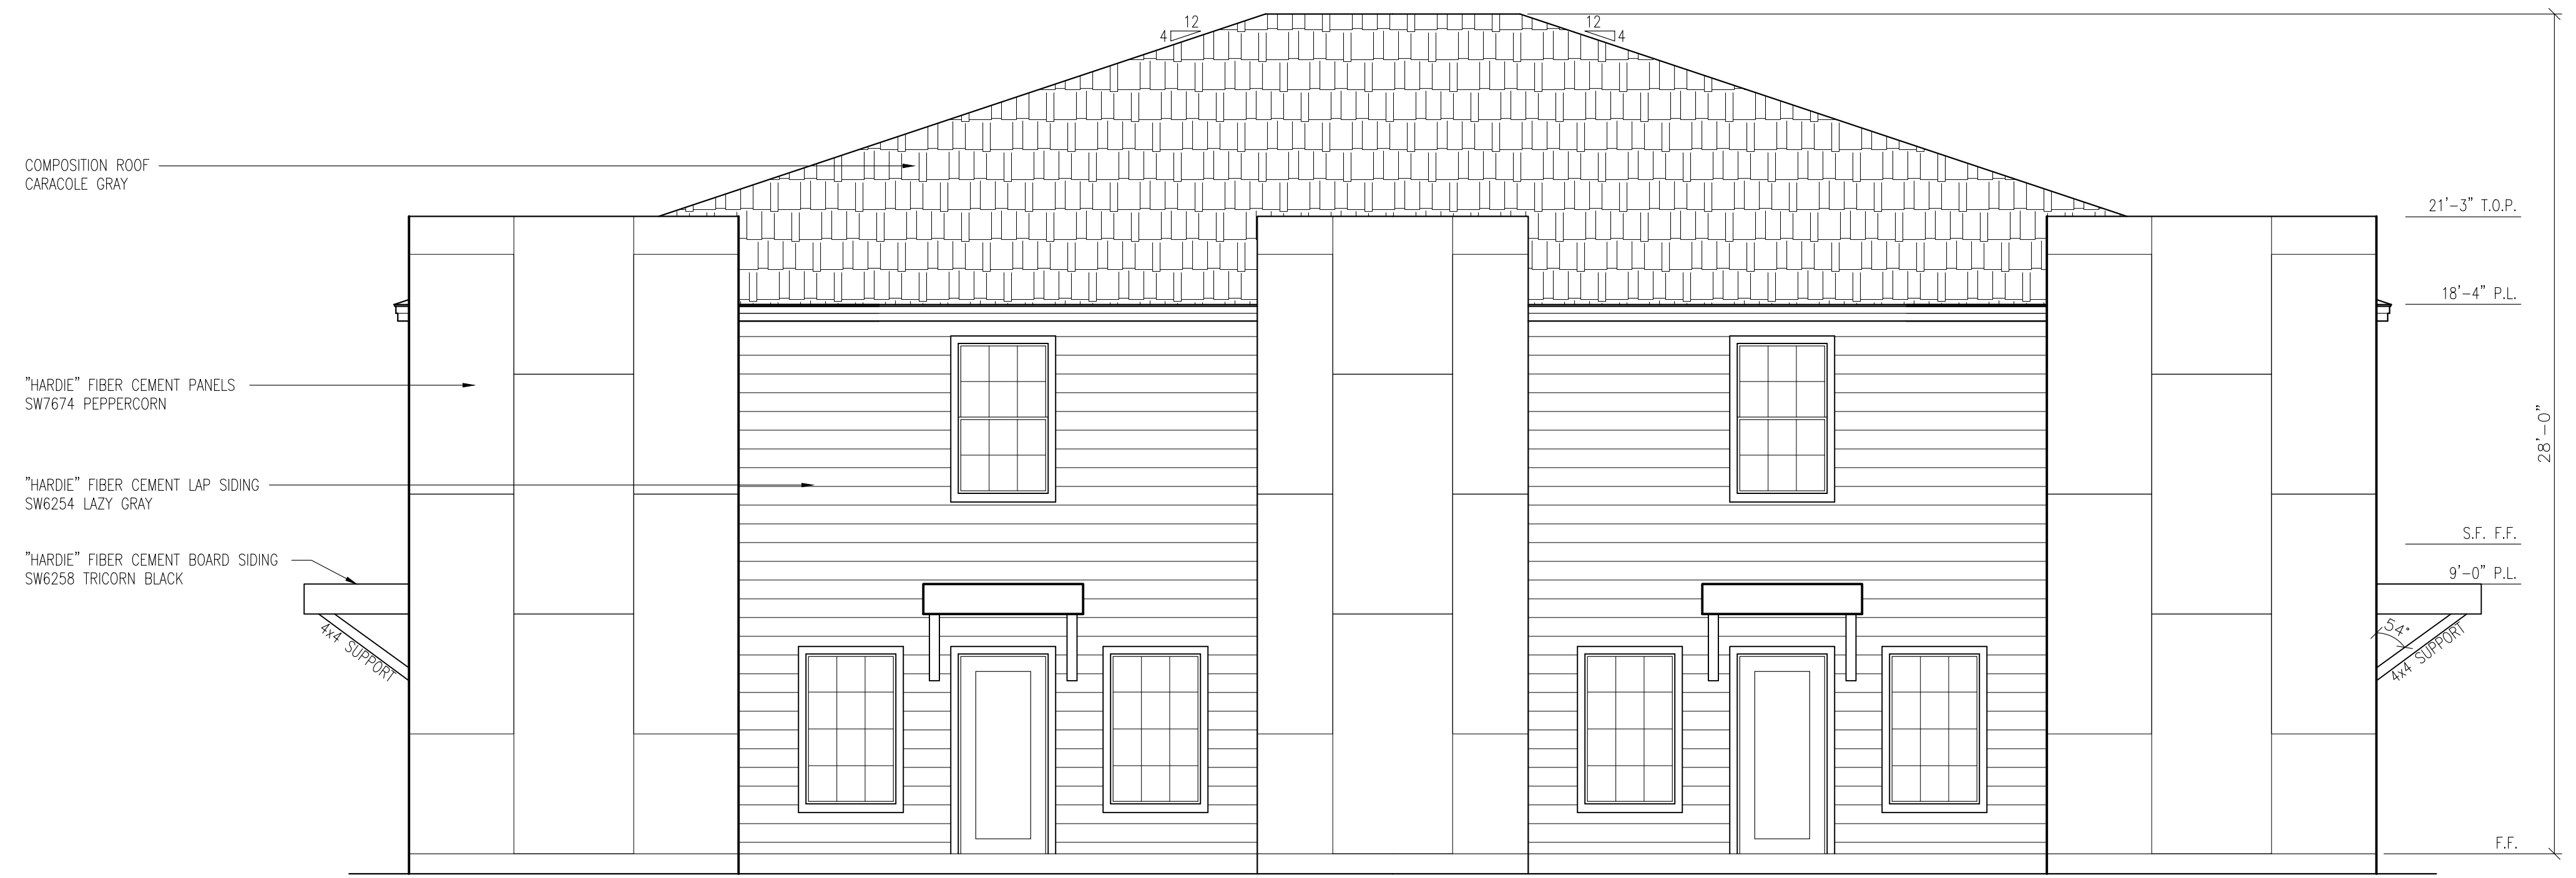 12
4
12
4
COMPOSITION ROOF
CARACOLE GRAY
21'-3" T.O.P.
18'-4" P.L.
"HARDIE" FIBER CEMENT PANELS
SW7674 PEPPERCORN
28'-0"
"HARDIE" FIBER CEMENT LAP SIDING
SW6254 LAZY GRAY
S.F. F.F.
"HARDIE" FIBER CEMENT BOARD SIDING
SW6258 TRICORN BLACK
9'-0" P.L.
4x4 SUPPORT
54°
4x4 SUPPORT
F.F.